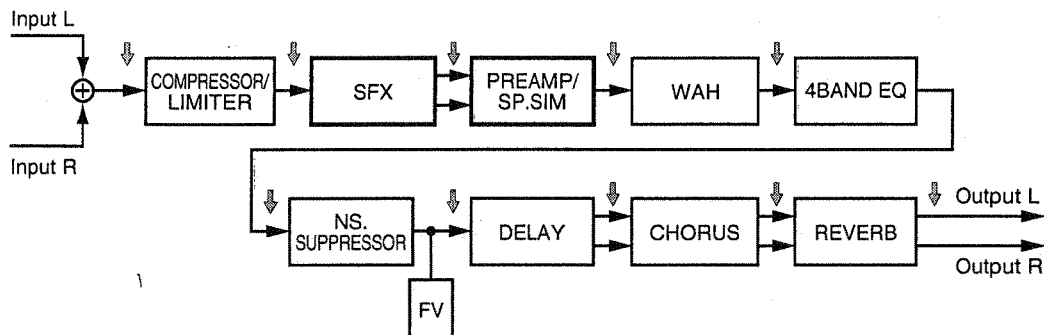 Input L
COMPRESSOR/
LIMITER
SFX
PREAMP/
SP.SIM
WAH
4BAND EQ
Input R
NS.
SUPPRESSOR
DELAY
CHORUS
REVERB
Output L
Output R
FV